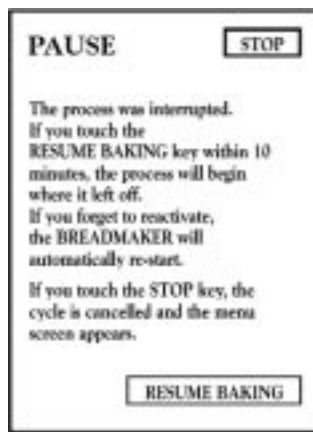 PAUSE
STOP
The process was interrupted.
If you touch the
RESUME BAKING key within 10
minutes, the process will begin
where it left off.
If you forget to reactivate,
the BREADMAKER will
automatically re-start.
If you touch the STOP key, the
cycle is cancelled and the menu
screen appears.
RESUME BAKING